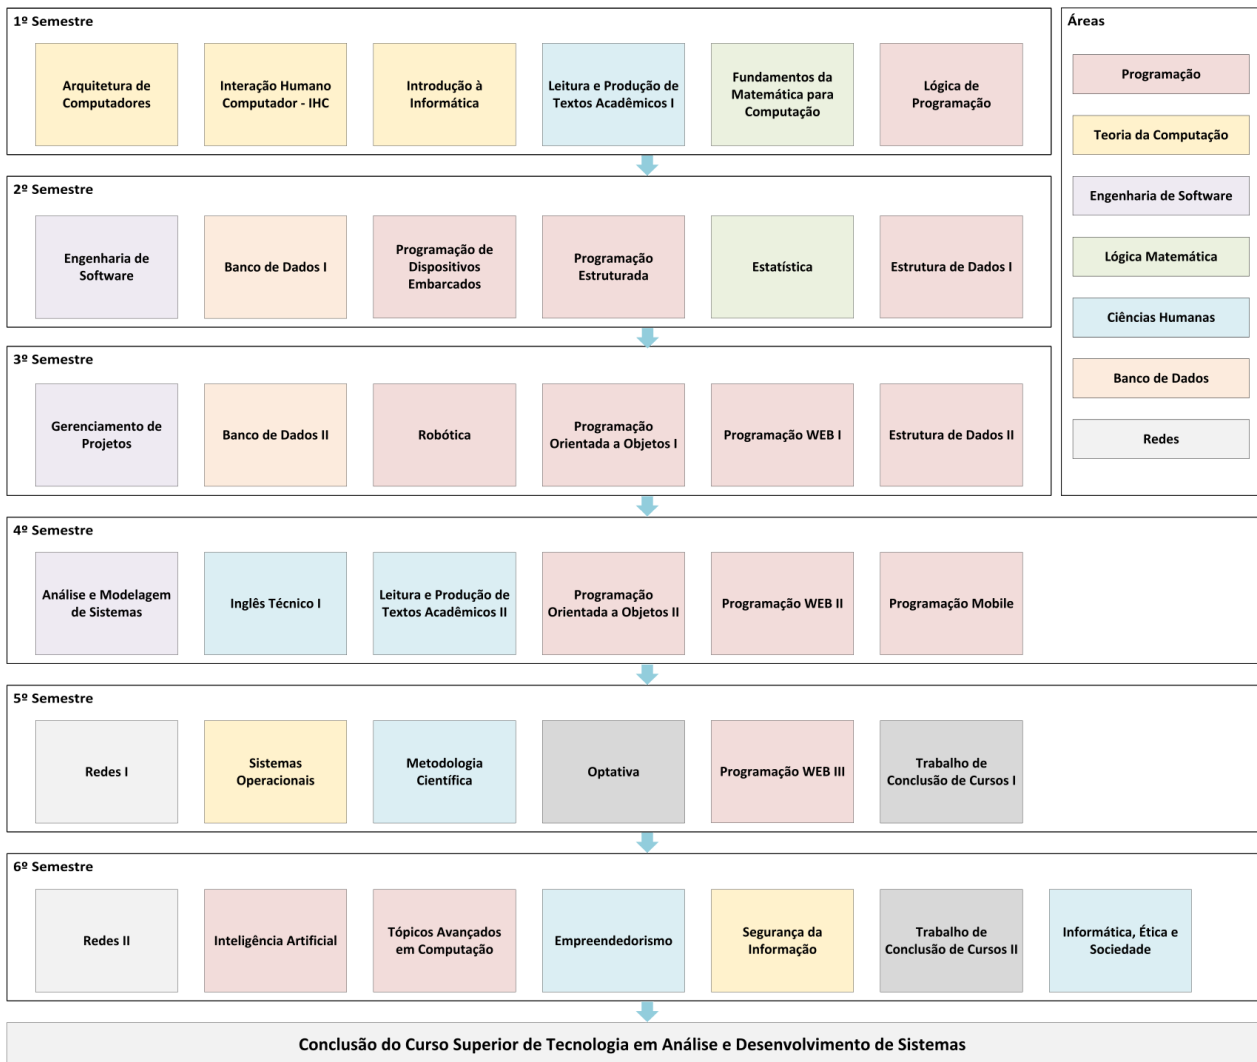 1º Semestre
Arquitetura de
Computadores
Interação Humano
Computador - IHC
Introdução à
Informática
Leitura e Produção de
Textos Acadêmicos I
Fundamentos da
Matemática para
Computação
Lógica de
Programação
Áreas
Programação
Teoria da Computação
Engenharia de Software
Lógica Matemática
Ciências Humanas
Banco de Dados
Redes
2º Semestre
Engenharia de
Software
Banco de Dados I
Programação de
Dispositivos
Embarcados
Programação
Estruturada
Estatística
Estrutura de Dados I
3º Semestre
Gerenciamento de
Projetos
Banco de Dados II
Robótica
Programação
Orientada a Objetos I
Programação WEB I
Estrutura de Dados II
4º Semestre
Análise e Modelagem
de Sistemas
Inglês Técnico I
Leitura e Produção de
Textos Acadêmicos II
Programação
Orientada a Objetos II
Programação WEB II
Programação Mobile
5º Semestre
Redes I
Sistemas
Operacionais
Metodologia
Científica
Optativa
Programação WEB III
Trabalho de
Conclusão de Cursos I
6º Semestre
Redes II
Inteligência Artificial
Tópicos Avançados
em Computação
Empreendedorismo
Segurança da
Informação
Trabalho de
Conclusão de Cursos II
Informática, Ética e
Sociedade
Conclusão do Curso Superior de Tecnologia em Análise e Desenvolvimento de Sistemas